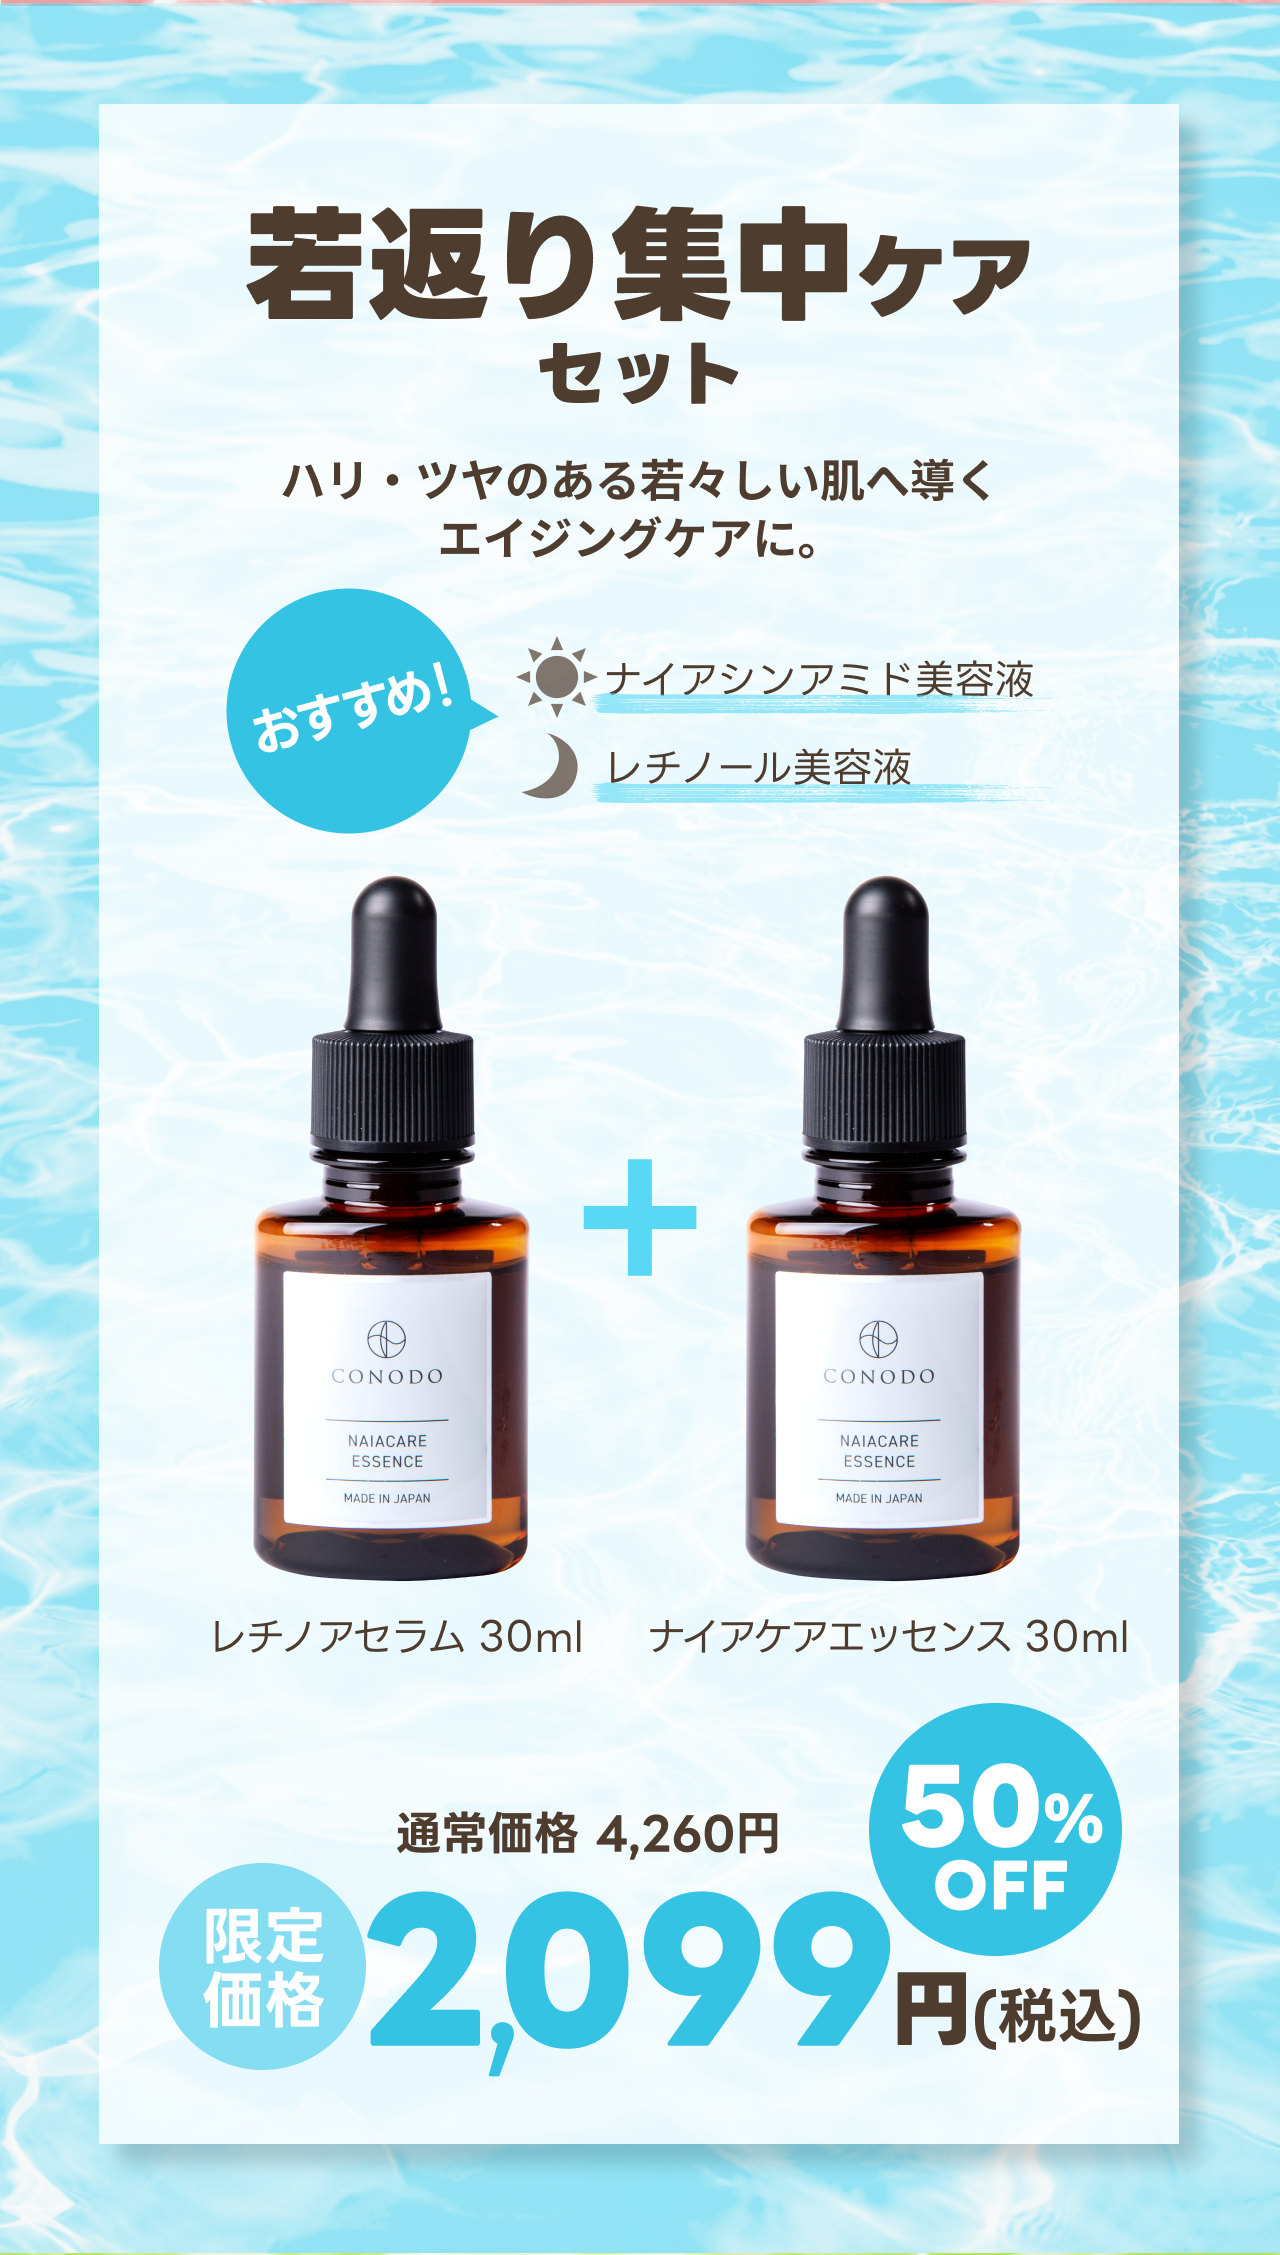 若返り集中ケア
セット
ハリ・ツヤのある若々しい肌へ導く
エイジングケアに。
おすすめ!
ナイアシンアミド美容液
レチノール美容液
CONODO
NAIACARE
ESSENCE
MADE IN JAPAN
CONODO
NAIACARE
ESSENCE
MADE IN JAPAN
レチノアセラム 30ml
ナイアケアエッセンス 30ml
50%
OFF
通常価格 4,260円
限定
価格
2,099円(税込)